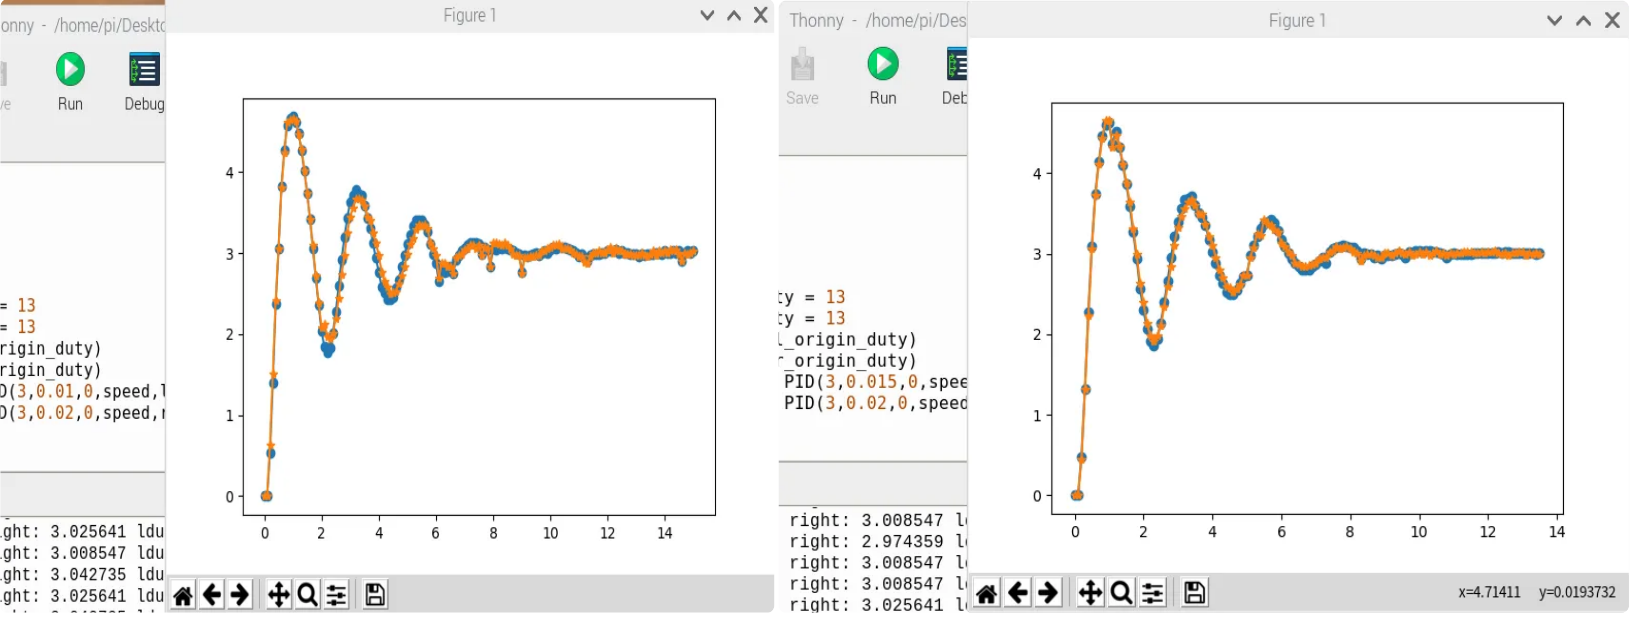 onny - /home/pi/Deskto
Figure 1
ve
Run
Debug
4
3
2
1
0
0 2 4 6 8 10 12 14
= 13
= 13
rigin_duty)
rigin_duty)
D(3,0.01,0,speed,l
D(3,0.02,0,speed,r
ght: 3.025641 ldu
ght: 3.008547 ldu
ght: 3.042735 ldu
ght: 3.025641 ldu
Thonny - /home/pi/Des
Figure 1
Save
Run
Deb
4
3
2
1
0
0 2 4 6 8 10 12 14
ty = 13
ty = 13
l_origin_duty)
r_origin_duty)
PID(3,0.015,0,spee
PID(3,0.02,0,speed
right: 3.008547 l
right: 2.974359 l
right: 3.008547 l
right: 3.008547 l
right: 3.025641 l
x=4.71411 y=0.0193732